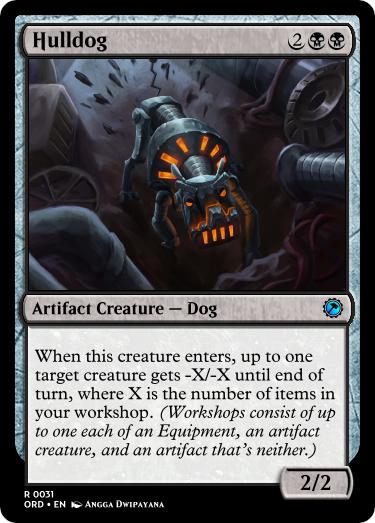 Hulldog 2
Artifact Creature — Dog
When this creature enters, up to one
target creature gets -X/-X until end of
turn, where X is the number of items in
your workshop. (Workshops consist of up
to one each of an Equipment, an artifact
creature, and an artifact that's neither.)
2/2
R 0031
ORD • EN Angga Dwipayana